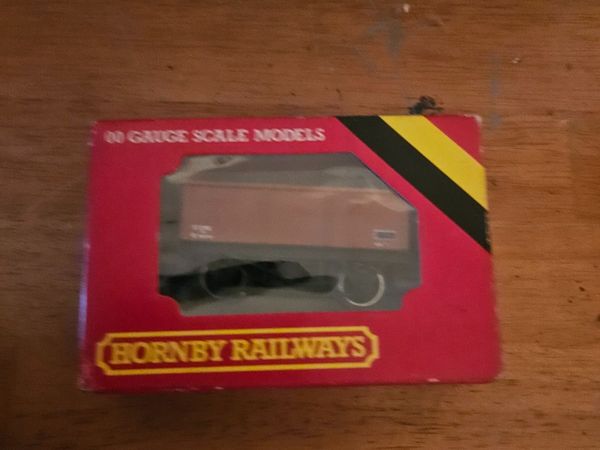 00 GAUGE SCALE MODELS
HORNBY RAILWAYS